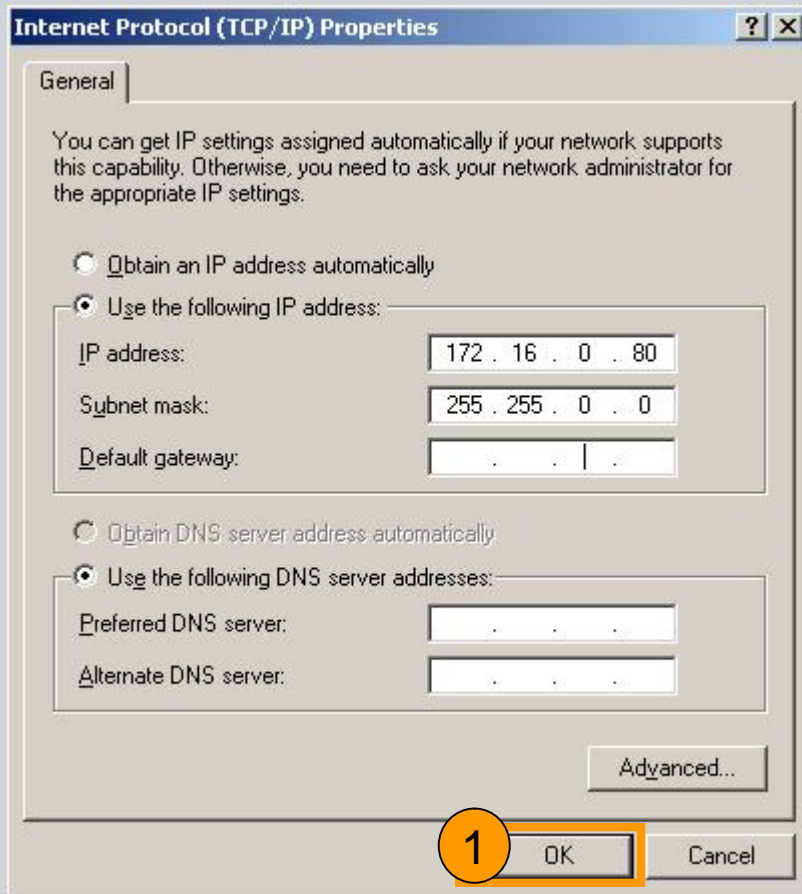 Internet Protocol (TCP/IP) Properties
General
You can get IP settings assigned automatically if your network supports
this capability. Otherwise, you need to ask your network administrator for
the appropriate IP settings.
Obtain an IP address automatically
Use the following IP address:
IP address: 172 . 16 . 0 . 80
Subnet mask: 255 . 255 . 0 . 0
Default gateway: . . .
Obtain DNS server address automatically
Use the following DNS server addresses:
Preferred DNS server: . . .
Alternate DNS server: . . .
Advanced...
1 OK Cancel